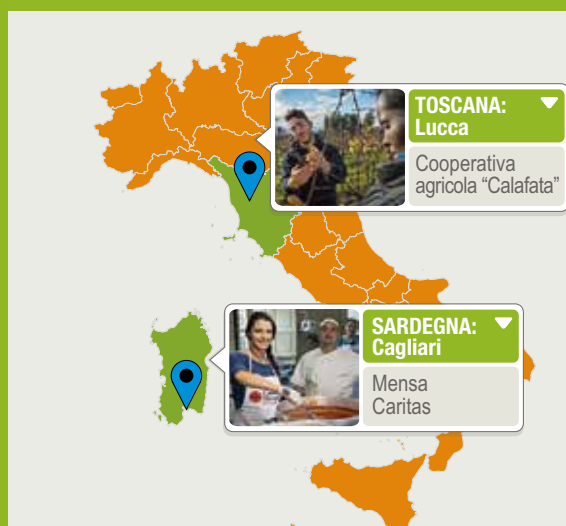 TOSCANA:
Lucca
Cooperativa
agricola “Calafata”
SARDEGNA:
Cagliari
Mensa
Caritas